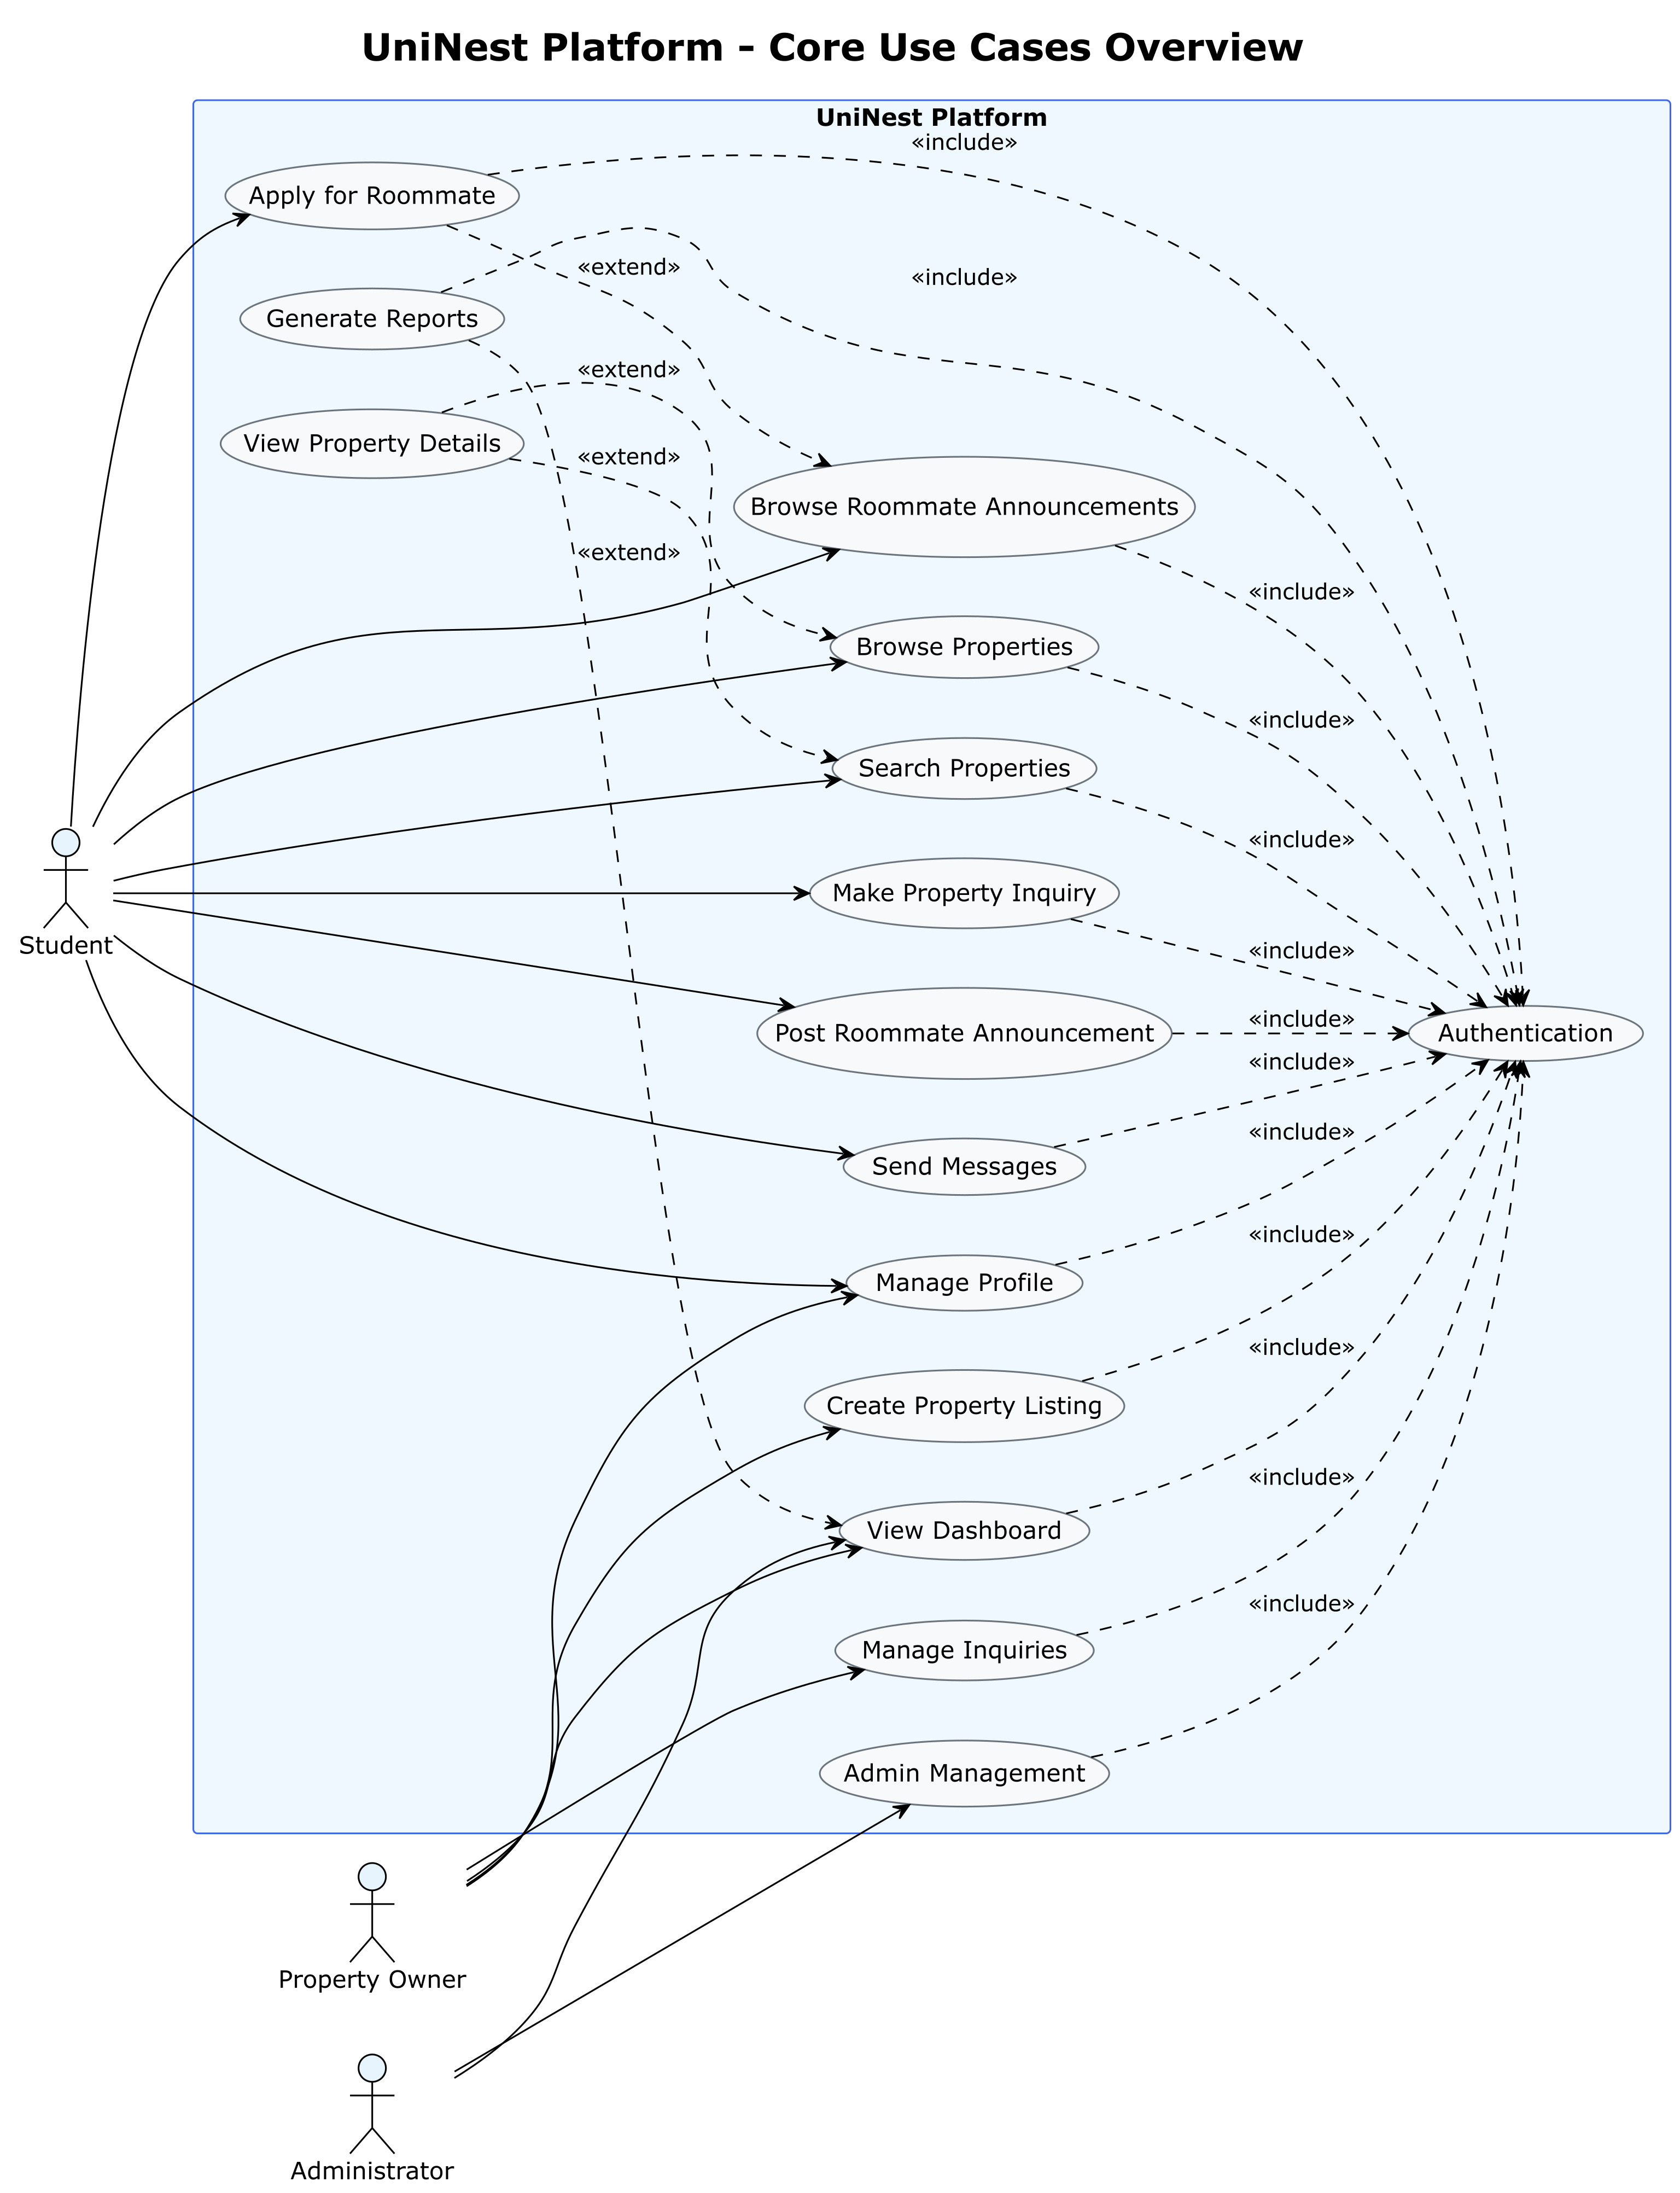 UniNest Platform - Core Use Cases Overview
UniNest Platform
«include»
Apply for Roommate
«extend»
«include»
Generate Reports
«extend»
View Property Details
«extend»
Browse Roommate Announcements
«extend»
«include»
Browse Properties
«include»
Search Properties
«include»
Make Property Inquiry
Student
«include»
«include»
Post Roommate Announcement
Authentication
«include»
«include»
Send Messages
«include»
Manage Profile
«include»
Create Property Listing
«include»
View Dashboard
«include»
Manage Inquiries
Admin Management
Property Owner
Administrator